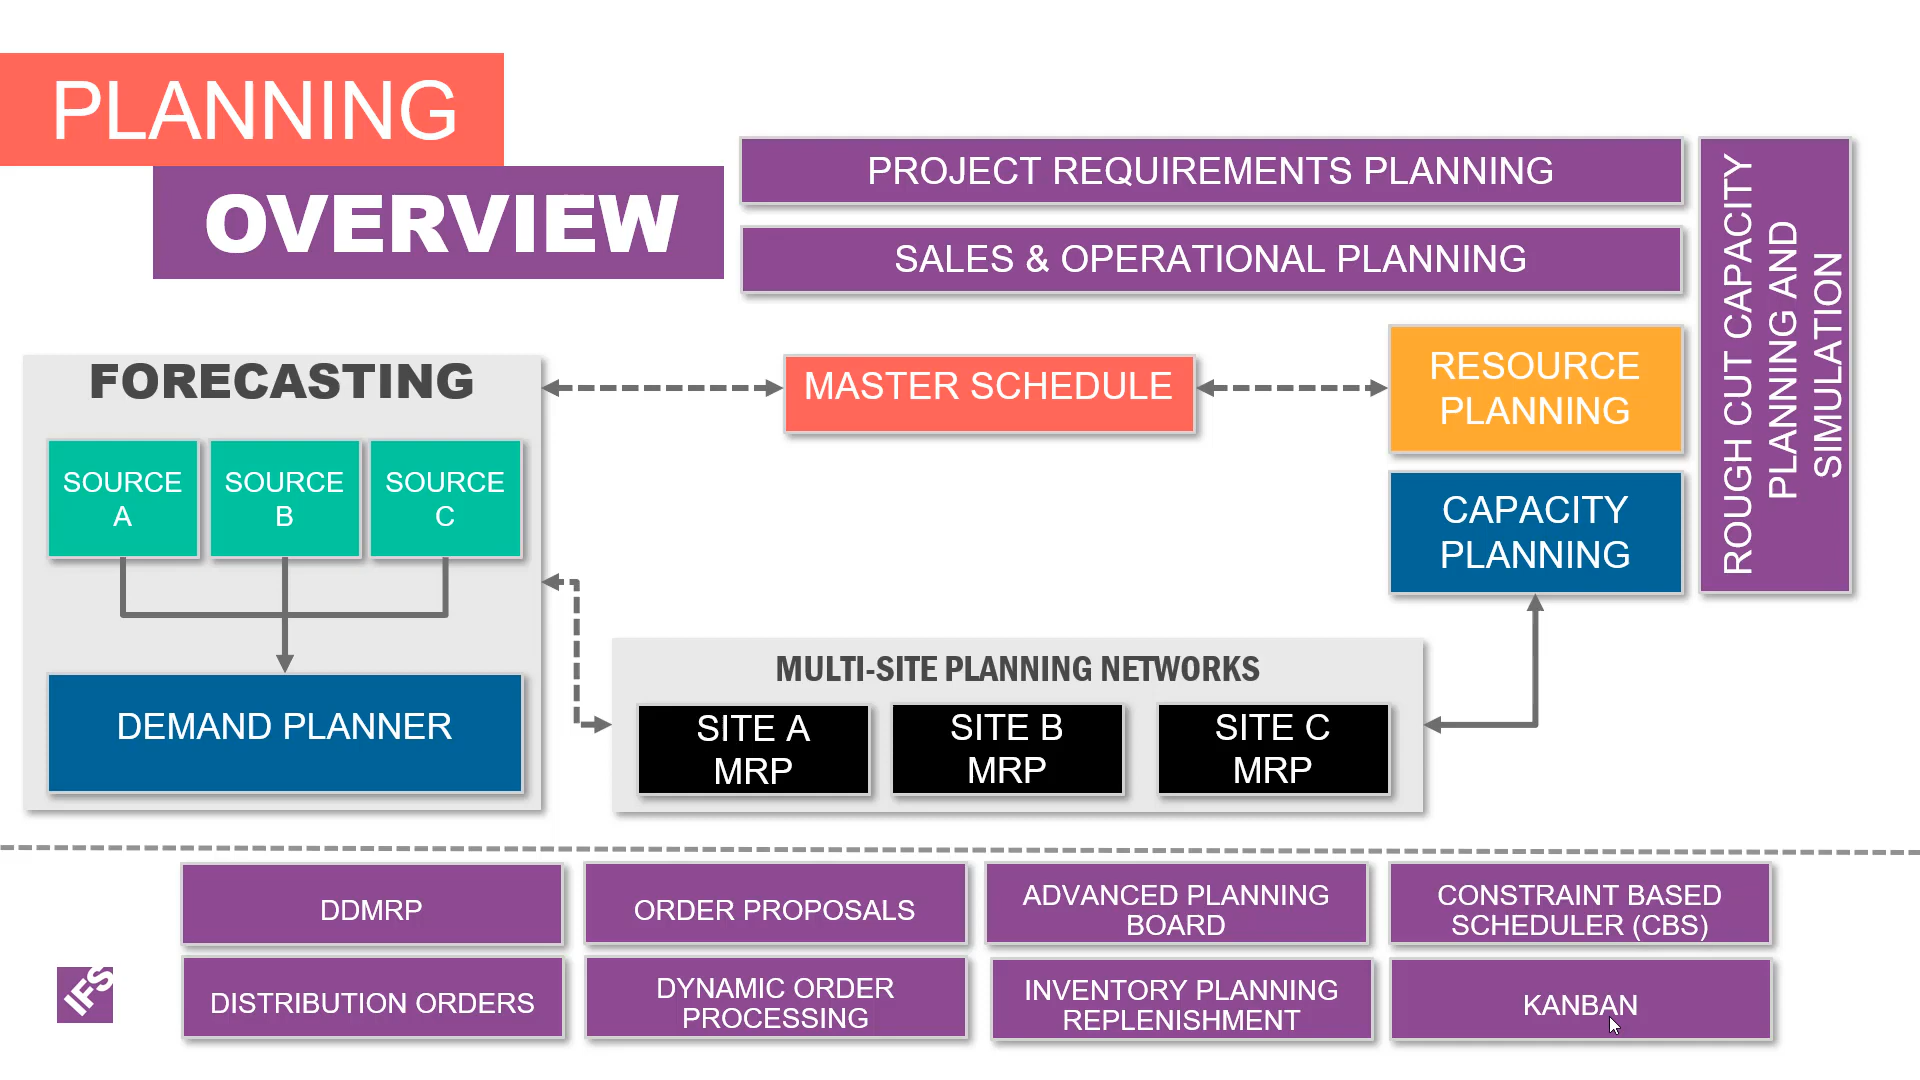 PLANNING
OVERVIEW
PROJECT REQUIREMENTS PLANNING
SALES & OPERATIONAL PLANNING
ROUGH CUT CAPACITY
PLANNING AND
SIMULATION
FORECASTING
SOURCE
A
SOURCE
B
SOURCE
C
DEMAND PLANNER
MASTER SCHEDULE
RESOURCE
PLANNING
CAPACITY
PLANNING
MULTI-SITE PLANNING NETWORKS
SITE A
MRP
SITE B
MRP
SITE C
MRP
DDMRP
ORDER PROPOSALS
ADVANCED PLANNING
BOARD
CONSTRAINT BASED
SCHEDULER (CBS)
IFS
DISTRIBUTION ORDERS
DYNAMIC ORDER
PROCESSING
INVENTORY PLANNING
REPLENISHMENT
KANBAN